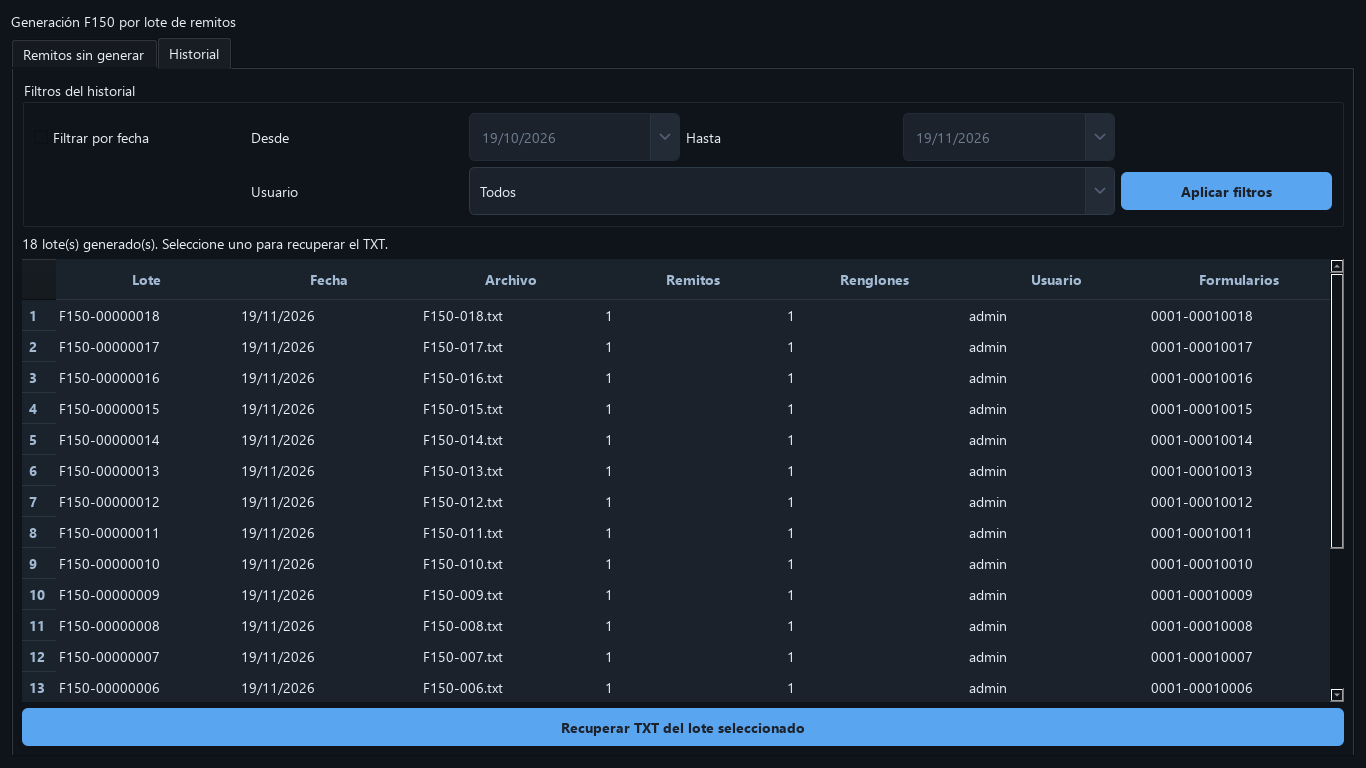 Generación F150 por lote de remitos
Remitos sin generar Historial
Filtros del historial
Filtrar por fecha Desde 19/10/2026 Hasta 19/11/2026
Usuario Todos Aplicar filtros
18 lote(s) generado(s). Seleccione uno para recuperar el TXT.
Lote Fecha Archivo Remitos Renglones Usuario Formularios
1 F150-00000018 19/11/2026 F150-018.txt 1 1 admin 0001-00010018
2 F150-00000017 19/11/2026 F150-017.txt 1 1 admin 0001-00010017
3 F150-00000016 19/11/2026 F150-016.txt 1 1 admin 0001-00010016
4 F150-00000015 19/11/2026 F150-015.txt 1 1 admin 0001-00010015
5 F150-00000014 19/11/2026 F150-014.txt 1 1 admin 0001-00010014
6 F150-00000013 19/11/2026 F150-013.txt 1 1 admin 0001-00010013
7 F150-00000012 19/11/2026 F150-012.txt 1 1 admin 0001-00010012
8 F150-00000011 19/11/2026 F150-011.txt 1 1 admin 0001-00010011
9 F150-00000010 19/11/2026 F150-010.txt 1 1 admin 0001-00010010
10 F150-00000009 19/11/2026 F150-009.txt 1 1 admin 0001-00010009
11 F150-00000008 19/11/2026 F150-008.txt 1 1 admin 0001-00010008
12 F150-00000007 19/11/2026 F150-007.txt 1 1 admin 0001-00010007
13 F150-00000006 19/11/2026 F150-006.txt 1 1 admin 0001-00010006
Recuperar TXT del lote seleccionado